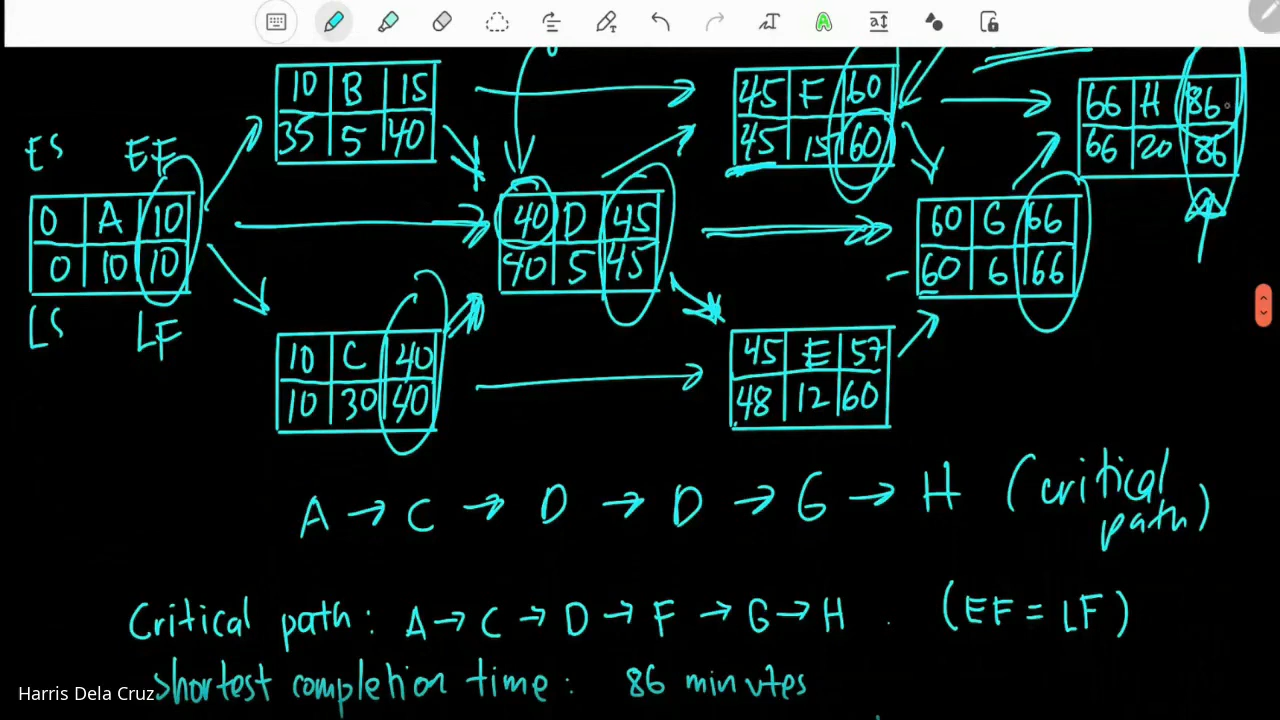 10 B 15
35 5 40
45 F 60
45 15 60
66 H 86
66 20 86
ES EF
0 A 10
0 10 10
LS LF
40 D 45
40 5 45
60 G 66
60 6 66
10 C 40
10 30 40
45 E 57
48 12 60
A → C → D → D → G → H (critical path)
Critical path: A → C → D → F → G → H . (EF = LF)
Shortest completion time: 86 minutes
Harris Dela Cruz